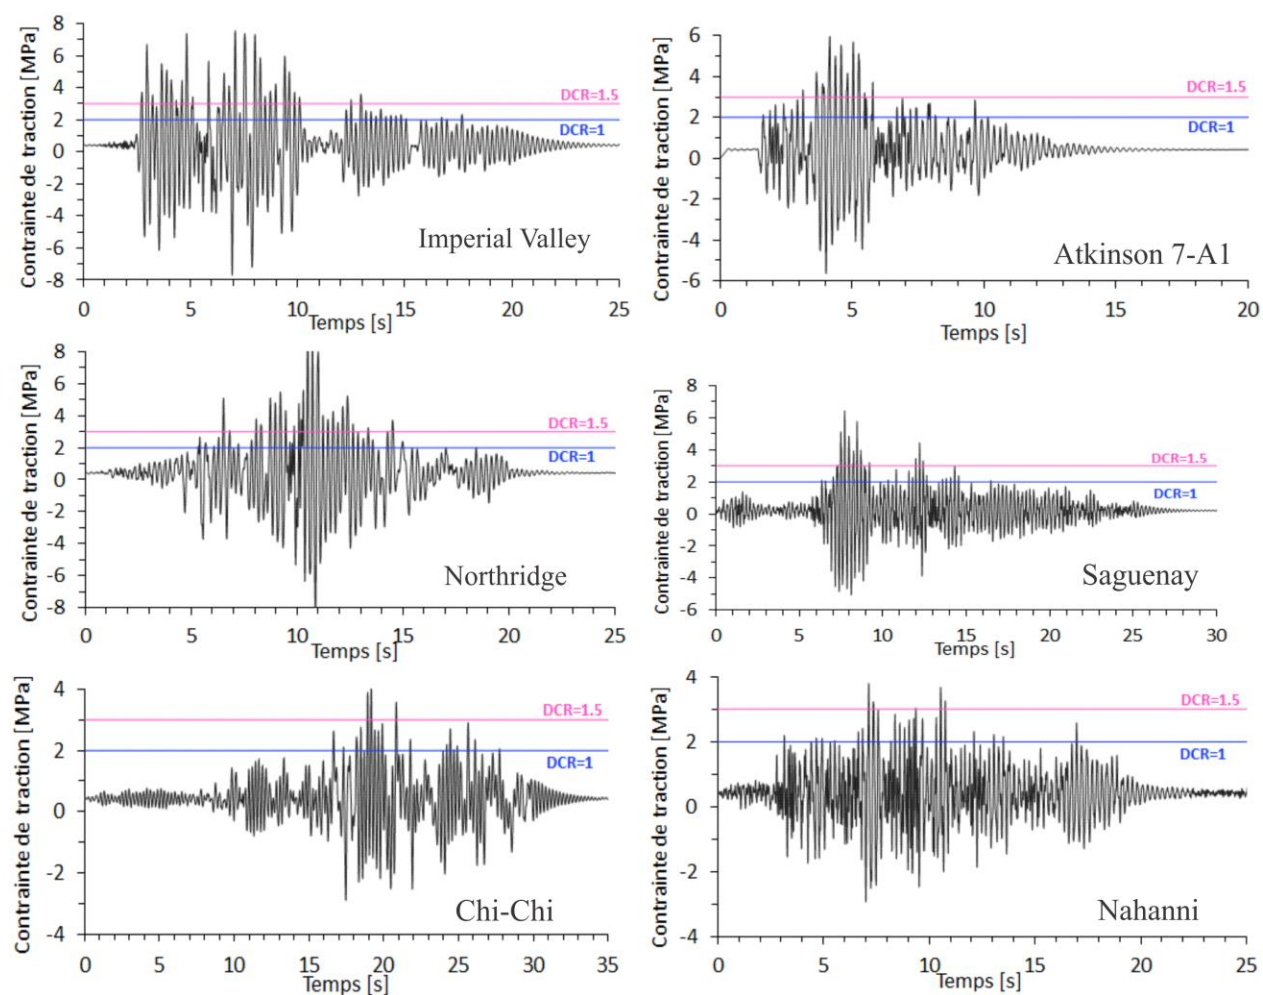 Contrainte de traction [MPa]
8
6
4
2
0
-2
-4
-6
-8
DCR=1.5
DCR=1
Imperial Valley
0 5 10 15 20 25
Temps [s]
Contrainte de traction [MPa]
6
4
2
0
-2
-4
-6
DCR=1.5
DCR=1
Atkinson 7-A1
0 5 10 15 20
Temps [s]
Contrainte de traction [MPa]
8
6
4
2
0
-2
-4
-6
-8
DCR=1.5
DCR=1
Northridge
0 5 10 15 20 25
Temps [s]
Contrainte de traction [MPa]
8
6
4
2
0
-2
-4
-6
DCR=1.5
DCR=1
Saguenay
0 5 10 15 20 25 30
Temps [s]
Contrainte de traction [MPa]
4
2
0
-2
-4
DCR=1.5
DCR=1
Chi-Chi
0 5 10 15 20 25 30 35
Temps [s]
Contrainte de traction [MPa]
4
2
0
-2
-4
DCR=1.5
DCR=1
Nahanni
0 5 10 15 20 25
Temps [s]